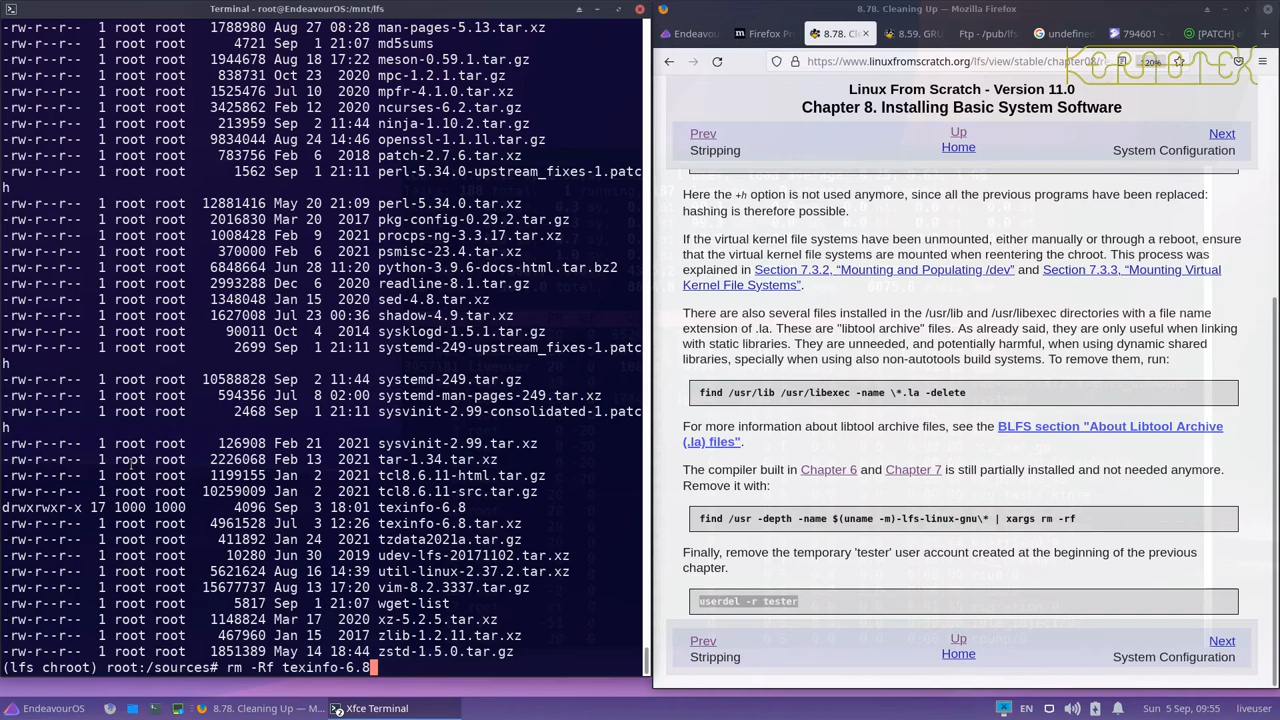 Terminal - root@EndeavourOS:/mnt/lfs
-rw-r--r-- 1 root root 1788980 Aug 27 08:28 man-pages-5.13.tar.xz
-rw-r--r-- 1 root root 4721 Sep 1 21:07 md5sums
-rw-r--r-- 1 root root 1944678 Aug 18 17:22 meson-0.59.1.tar.gz
-rw-r--r-- 1 root root 838731 Oct 23 2020 mpc-1.2.1.tar.gz
-rw-r--r-- 1 root root 1525476 Jul 10 2020 mpfr-4.1.0.tar.xz
-rw-r--r-- 1 root root 3425862 Feb 12 2020 ncurses-6.2.tar.gz
-rw-r--r-- 1 root root 213959 Sep 2 11:44 ninja-1.10.2.tar.gz
-rw-r--r-- 1 root root 9834044 Aug 24 14:46 openssl-1.1.1l.tar.gz
-rw-r--r-- 1 root root 783756 Feb 6 2018 patch-2.7.6.tar.xz
-rw-r--r-- 1 root root 1562 Sep 1 21:11 perl-5.34.0-upstream_fixes-1.patc
h
-rw-r--r-- 1 root root 12881416 May 20 21:09 perl-5.34.0.tar.xz
-rw-r--r-- 1 root root 2016830 Mar 20 2017 pkg-config-0.29.2.tar.gz
-rw-r--r-- 1 root root 1008428 Feb 9 2021 procps-ng-3.3.17.tar.xz
-rw-r--r-- 1 root root 370000 Feb 6 2021 psmisc-23.4.tar.xz
-rw-r--r-- 1 root root 6848664 Jun 28 11:20 python-3.9.6-docs-html.tar.bz2
-rw-r--r-- 1 root root 2993288 Dec 6 2020 readline-8.1.tar.gz
-rw-r--r-- 1 root root 1348048 Jan 15 2020 sed-4.8.tar.xz
-rw-r--r-- 1 root root 1627008 Jul 23 00:36 shadow-4.9.tar.xz
-rw-r--r-- 1 root root 90011 Oct 4 2014 sysklogd-1.5.1.tar.gz
-rw-r--r-- 1 root root 2699 Sep 1 21:11 systemd-249-upstream_fixes-1.patc
h
-rw-r--r-- 1 root root 10588828 Sep 2 11:44 systemd-249.tar.gz
-rw-r--r-- 1 root root 594356 Jul 8 02:00 systemd-man-pages-249.tar.xz
-rw-r--r-- 1 root root 2468 Sep 1 21:11 sysvinit-2.99-consolidated-1.patc
h
-rw-r--r-- 1 root root 126908 Feb 21 2021 sysvinit-2.99.tar.xz
-rw-r--r-- 1 root root 2226068 Feb 13 2021 tar-1.34.tar.xz
-rw-r--r-- 1 root root 1199155 Jan 2 2021 tcl8.6.11-html.tar.gz
-rw-r--r-- 1 root root 10259009 Jan 2 2021 tcl8.6.11-src.tar.gz
drwxrwxr-x 17 1000 1000 4096 Sep 3 18:01 texinfo-6.8
-rw-r--r-- 1 root root 4961528 Jul 3 12:26 texinfo-6.8.tar.xz
-rw-r--r-- 1 root root 411892 Jan 24 2021 tzdata2021a.tar.gz
-rw-r--r-- 1 root root 10280 Jun 30 2019 udev-lfs-20171102.tar.xz
-rw-r--r-- 1 root root 5621624 Aug 16 14:39 util-linux-2.37.2.tar.xz
-rw-r--r-- 1 root root 15677737 Aug 13 17:20 vim-8.2.3337.tar.gz
-rw-r--r-- 1 root root 5817 Sep 1 21:07 wget-list
-rw-r--r-- 1 root root 1148824 Mar 17 2020 xz-5.2.5.tar.xz
-rw-r--r-- 1 root root 467960 Jan 15 2017 zlib-1.2.11.tar.xz
-rw-r--r-- 1 root root 1851389 May 14 18:44 zstd-1.5.0.tar.gz
(lfs chroot) root:/sources# rm -Rf texinfo-6.8
8.78. Cleaning Up — Mozilla Firefox
Endeavour
Firefox Pr
8.78. Cle
8.59. GRU
Ftp - /pub/lfs
undefined
794601 –
[PATCH] ef
https://www.linuxfromscratch.org/lfs/view/stable/chapter08/
120%
Linux From Scratch - Version 11.0
Chapter 8. Installing Basic System Software
Prev Up Next
Stripping Home System Configuration
Here the +h option is not used anymore, since all the previous programs have been replaced:
hashing is therefore possible.
If the virtual kernel file systems have been unmounted, either manually or through a reboot, ensure
that the virtual kernel file systems are mounted when reentering the chroot. This process was
explained in Section 7.3.2, “Mounting and Populating /dev” and Section 7.3.3, “Mounting Virtual
Kernel File Systems”.
There are also several files installed in the /usr/lib and /usr/libexec directories with a file name
extension of .la. These are "libtool archive" files. As already said, they are only useful when linking
with static libraries. They are unneeded, and potentially harmful, when using dynamic shared
libraries, specially when using also non-autotools build systems. To remove them, run:
find /usr/lib /usr/libexec -name \*.la -delete
For more information about libtool archive files, see the BLFS section "About Libtool Archive
(.la) files".
The compiler built in Chapter 6 and Chapter 7 is still partially installed and not needed anymore.
Remove it with:
find /usr -depth -name $(uname -m)-lfs-linux-gnu\* | xargs rm -rf
Finally, remove the temporary 'tester' user account created at the beginning of the previous
chapter.
userdel -r tester
Prev Up Next
Stripping Home System Configuration
EndeavourOS
8.78. Cleaning Up — M...
Xfce Terminal
EN
Sun 5 Sep, 09:55
liveuser